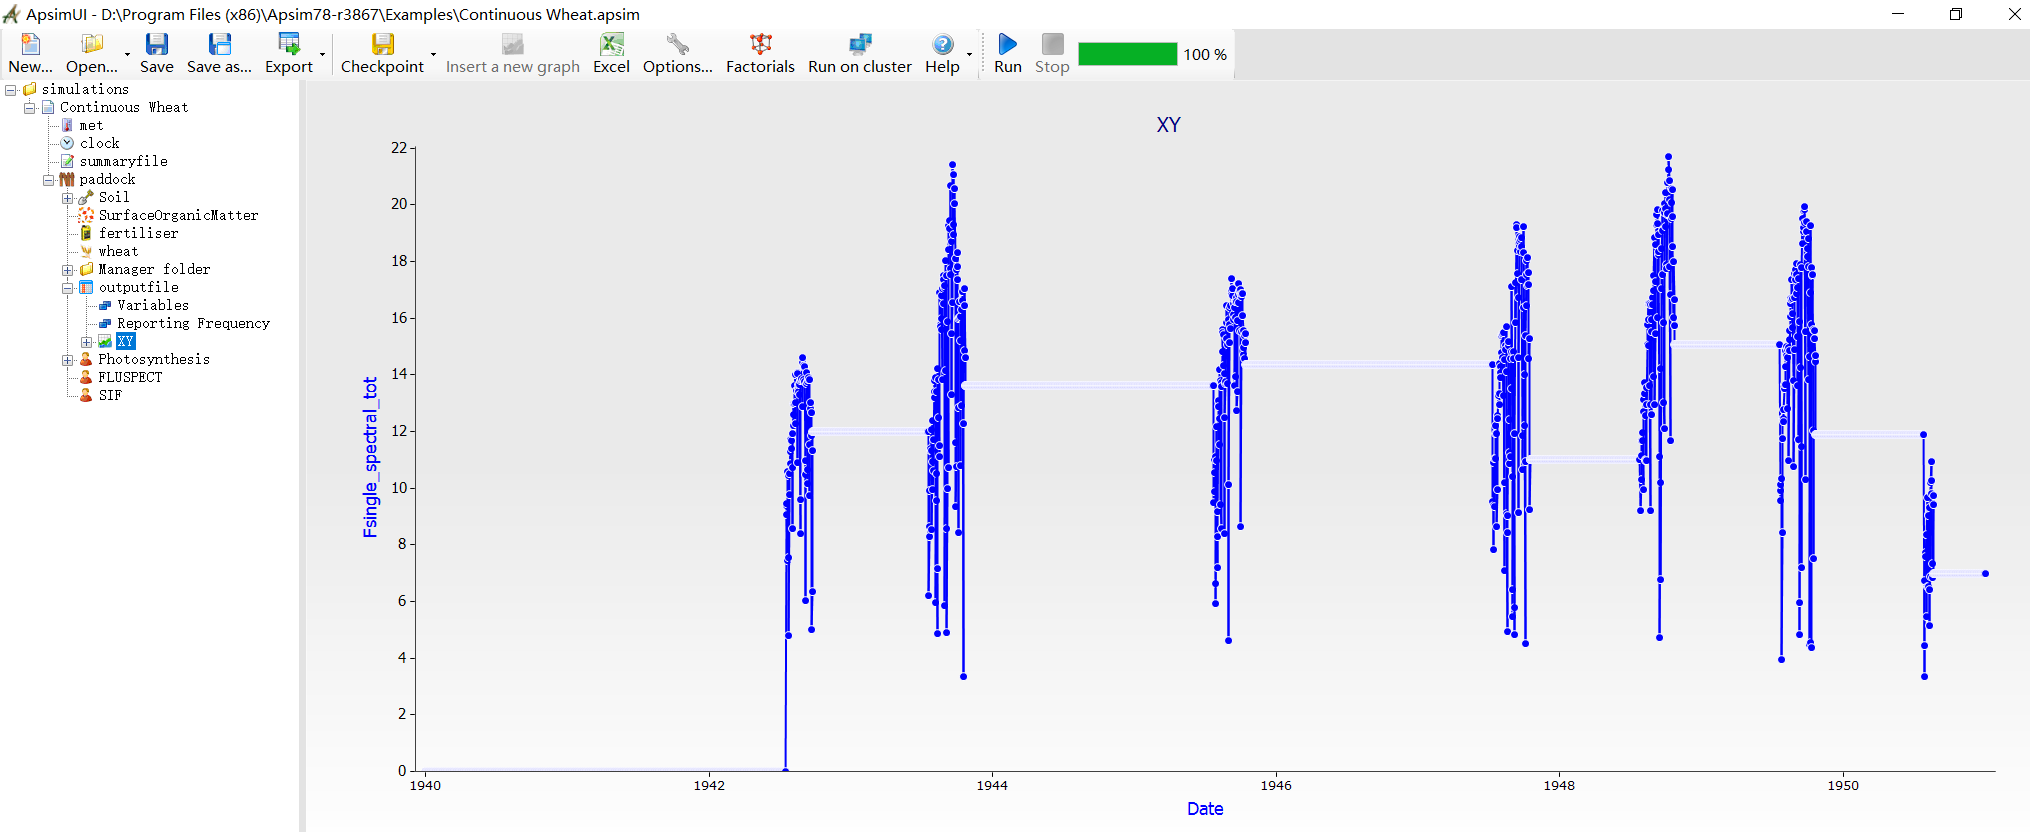 ApsimUI - D:\Program Files (x86)\Apsim78-r3867\Examples\Continuous Wheat.apsim
New... Open... Save Save as... Export Checkpoint Insert a new graph Excel Options... Factorials Run on cluster Help Run Stop 100 %
simulations
Continuous Wheat
met
clock
summaryfile
paddock
Soil
SurfaceOrganicMatter
fertiliser
wheat
Manager folder
outputfile
Variables
Reporting Frequency
XY
Photosynthesis
FLUSPECT
SIF
XY
22
20
18
16
14
12
10
8
6
4
2
0
Fsingle_spectral_tot
1940 1942 1944 1946 1948 1950
Date